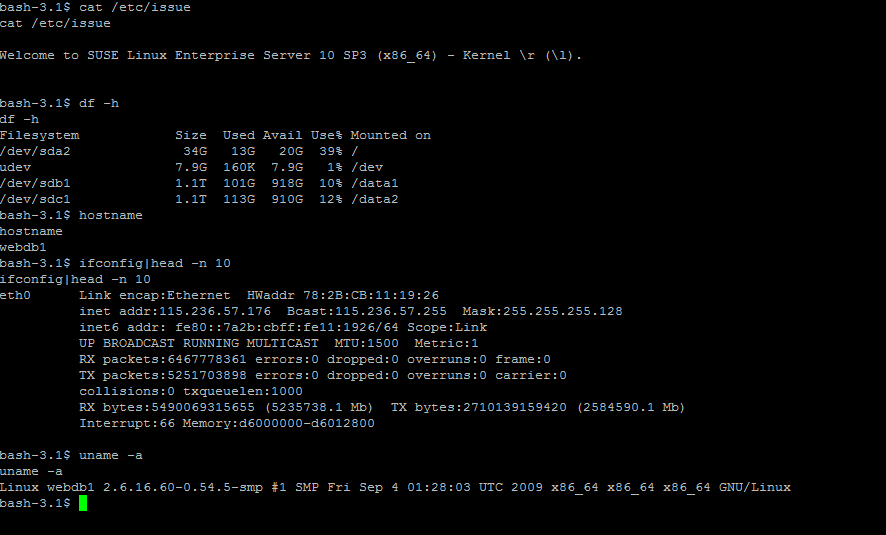 bash-3.1$ cat /etc/issue
cat /etc/issue
Welcome to SUSE Linux Enterprise Server 10 SP3 (x86_64) - Kernel \r (\l).
bash-3.1$ df -h
df -h
Filesystem            Size  Used Avail Use% Mounted on
/dev/sda2              34G   13G   20G  39% /
udev                  7.9G  160K  7.9G   1% /dev
/dev/sdb1             1.1T  101G  918G  10% /data1
/dev/sdc1             1.1T  113G  910G  12% /data2
bash-3.1$ hostname
hostname
webdb1
bash-3.1$ ifconfig|head -n 10
ifconfig|head -n 10
eth0      Link encap:Ethernet  HWaddr 78:2B:CB:11:19:26
          inet addr:115.236.57.176  Bcast:115.236.57.255  Mask:255.255.255.128
          inet6 addr: fe80::7a2b:cbff:fe11:1926/64 Scope:Link
          UP BROADCAST RUNNING MULTICAST  MTU:1500  Metric:1
          RX packets:6467778361 errors:0 dropped:0 overruns:0 frame:0
          TX packets:5251703898 errors:0 dropped:0 overruns:0 carrier:0
          collisions:0 txqueuelen:1000
          RX bytes:5490069315655 (5235738.1 Mb)  TX bytes:2710139159420 (2584590.1 Mb)
          Interrupt:66 Memory:d6000000-d6012800
bash-3.1$ uname -a
uname -a
Linux webdb1 2.6.16.60-0.54.5-smp #1 SMP Fri Sep 4 01:28:03 UTC 2009 x86_64 x86_64 x86_64 GNU/Linux
bash-3.1$